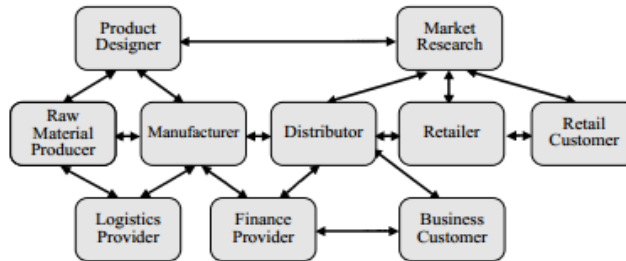 Product
Designer
Market
Research
Raw
Material
Producer
Manufacturer
Distributor
Retailer
Retail
Customer
Logistics
Provider
Finance
Provider
Business
Customer